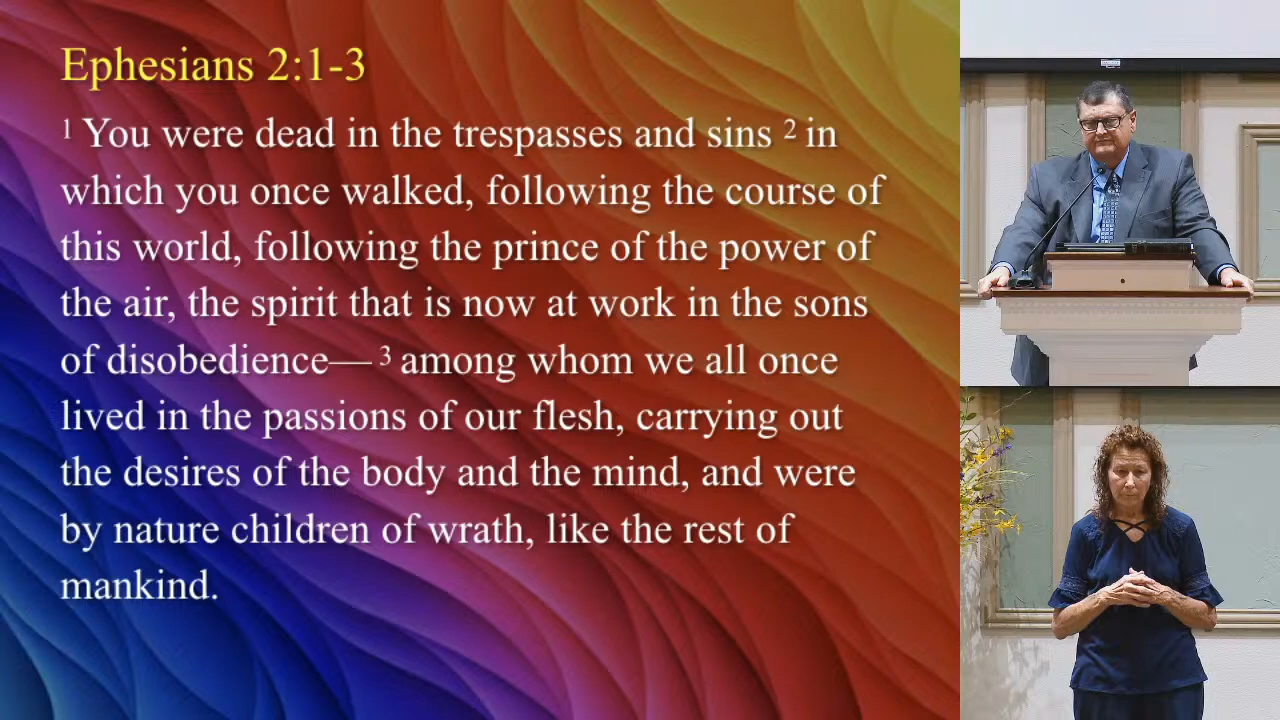 Ephesians 2:1-3
1 You were dead in the trespasses and sins 2 in
which you once walked, following the course of
this world, following the prince of the power of
the air, the spirit that is now at work in the sons
of disobedience— 3 among whom we all once
lived in the passions of our flesh, carrying out
the desires of the body and the mind, and were
by nature children of wrath, like the rest of
mankind.